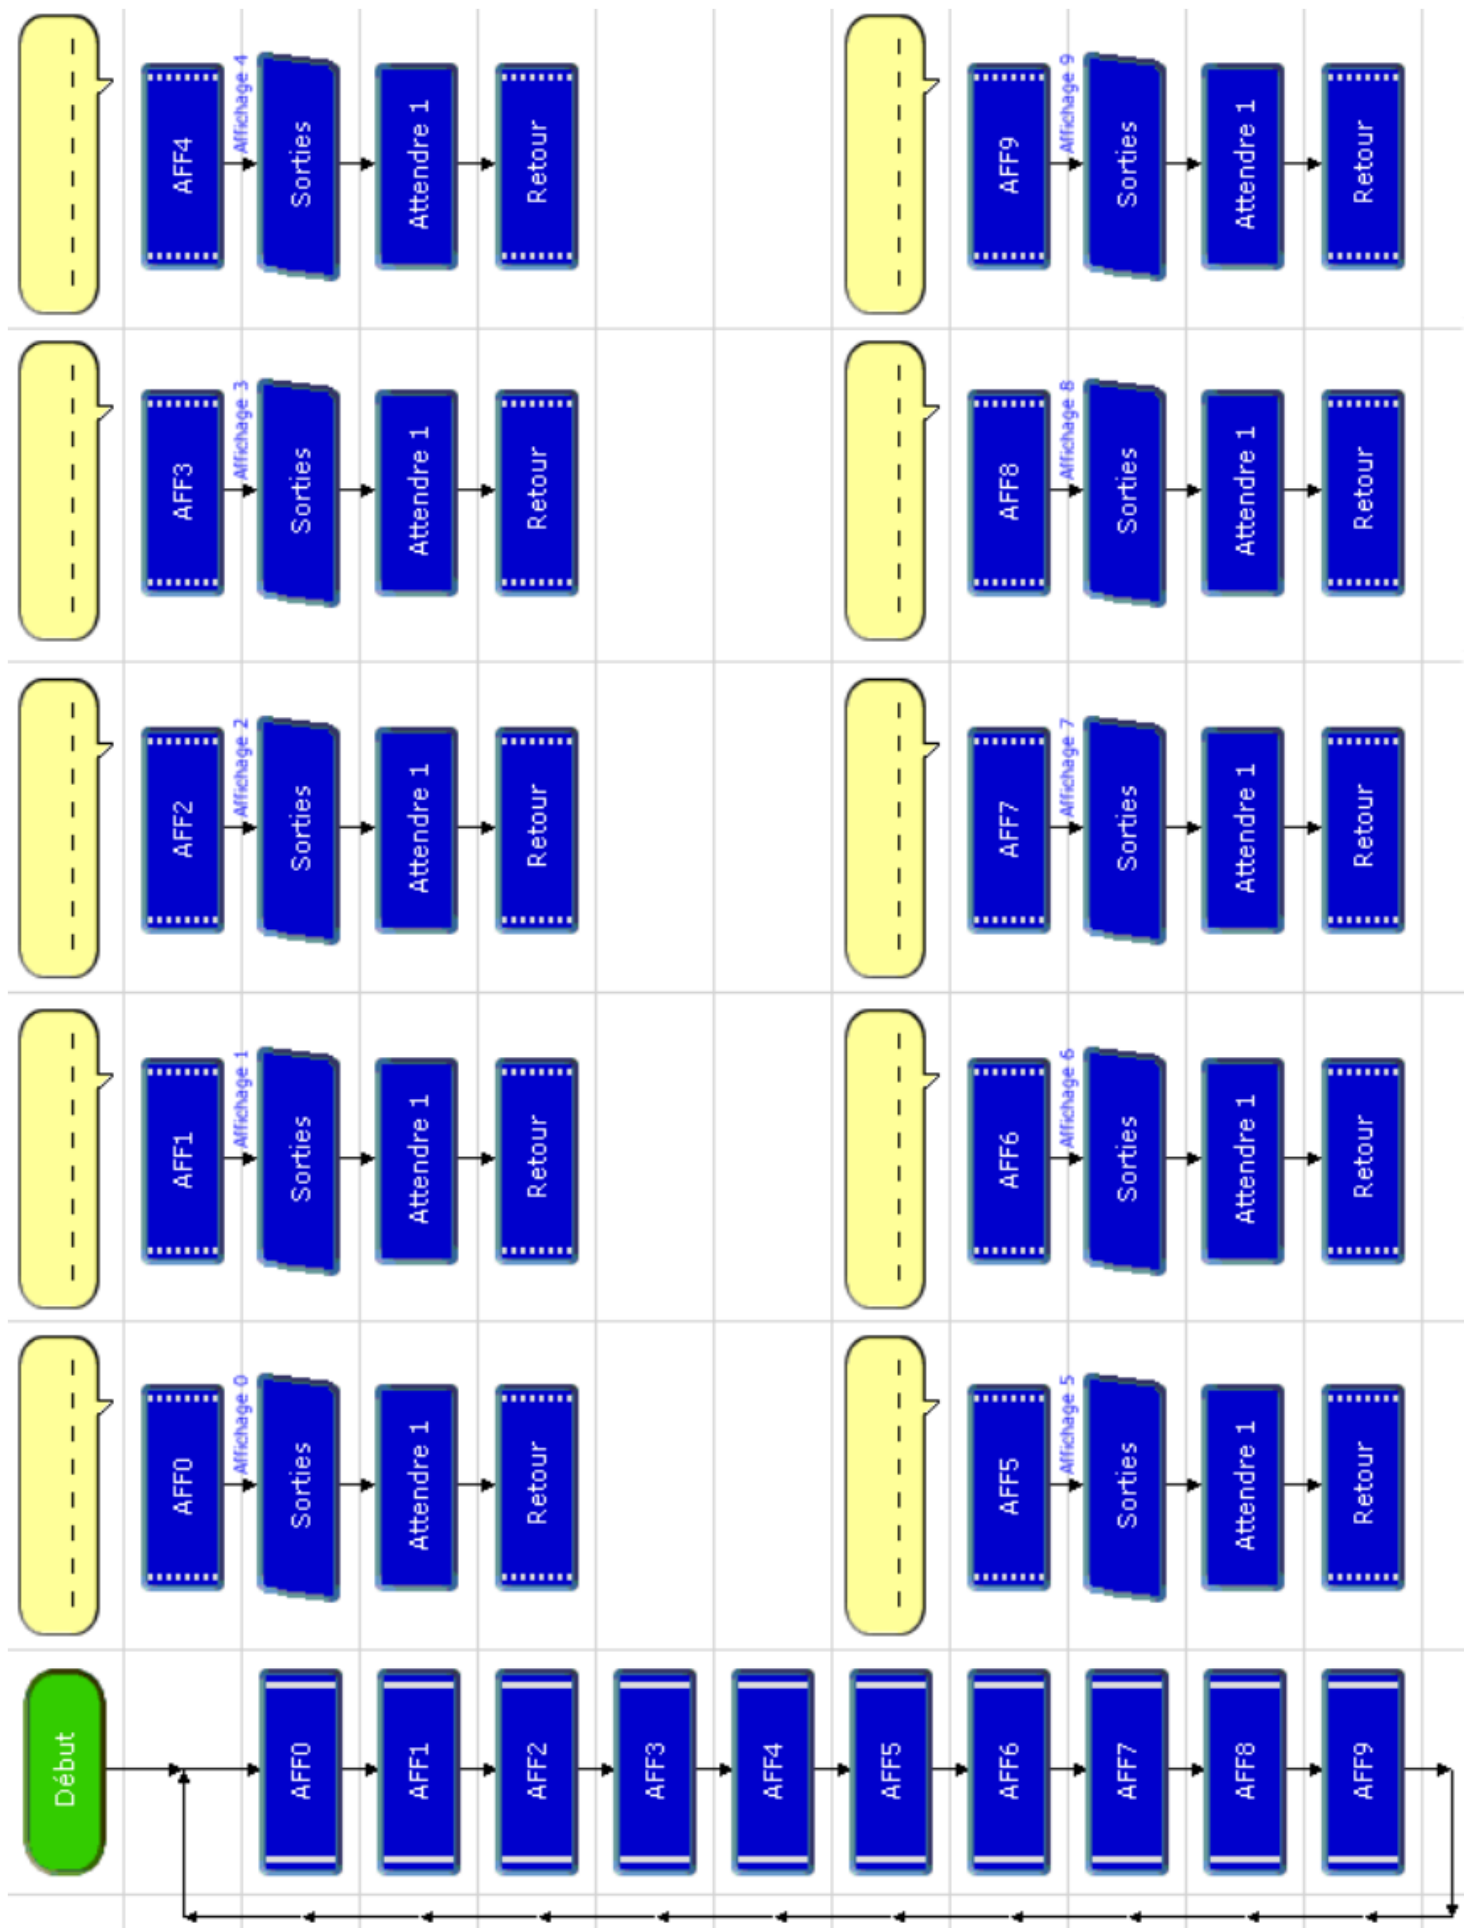 Début
AFF0
AFF1
AFF2
AFF3
AFF4
AFF5
AFF6
AFF7
AFF8
AFF9
AFF0
Affichage 0
Sorties
Attendre 1
Retour
AFF1
Affichage 1
Sorties
Attendre 1
Retour
AFF2
Affichage 2
Sorties
Attendre 1
Retour
AFF3
Affichage 3
Sorties
Attendre 1
Retour
AFF4
Affichage 4
Sorties
Attendre 1
Retour
AFF5
Affichage 5
Sorties
Attendre 1
Retour
AFF6
Affichage 6
Sorties
Attendre 1
Retour
AFF7
Affichage 7
Sorties
Attendre 1
Retour
AFF8
Affichage 8
Sorties
Attendre 1
Retour
AFF9
Affichage 9
Sorties
Attendre 1
Retour